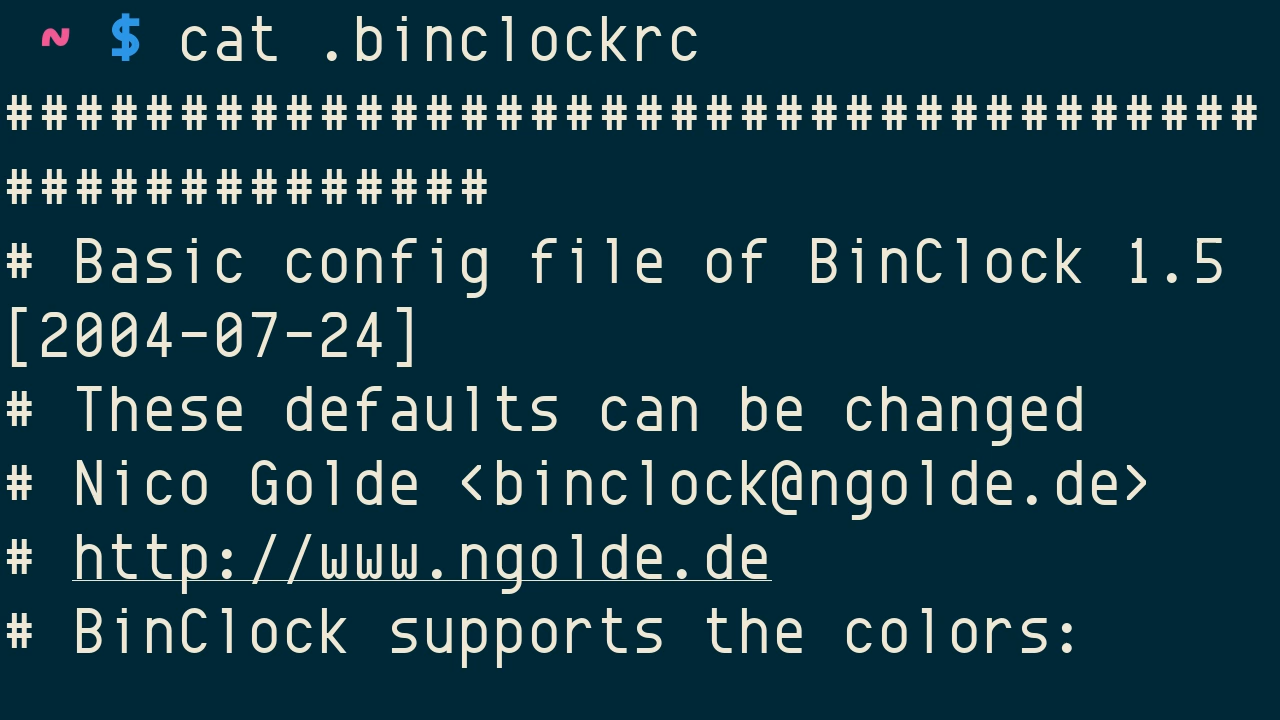 ~ $ cat .binclockrc
####################################
##############
# Basic config file of BinClock 1.5
[2004-07-24]
# These defaults can be changed
# Nico Golde <binclock@ngolde.de>
# http://www.ngolde.de
# BinClock supports the colors: